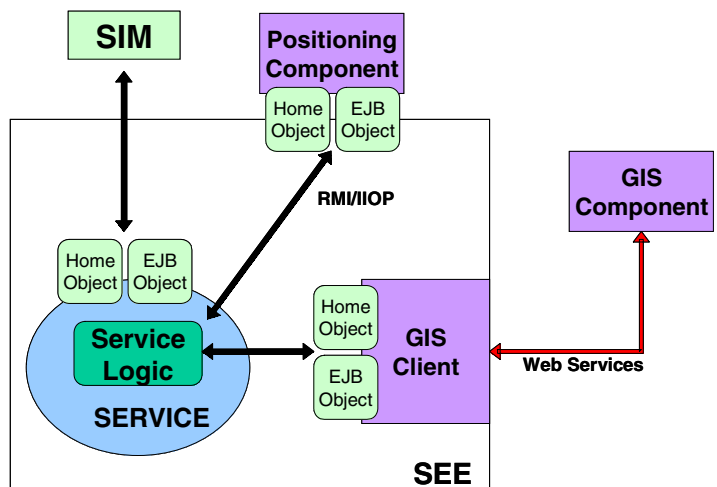 SIM
Positioning
Component
Home
Object
EJB
Object
RMI/IIOP
GIS
Component
Home
Object
EJB
Object
Service
Logic
SERVICE
Home
Object
EJB
Object
GIS
Client
Web Services
SEE